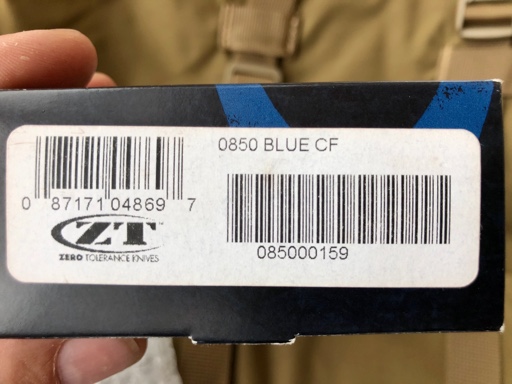 0850 BLUE CF
0 87171 04869 7
ZT
ZERO TOLERANCE KNIVES
085000159